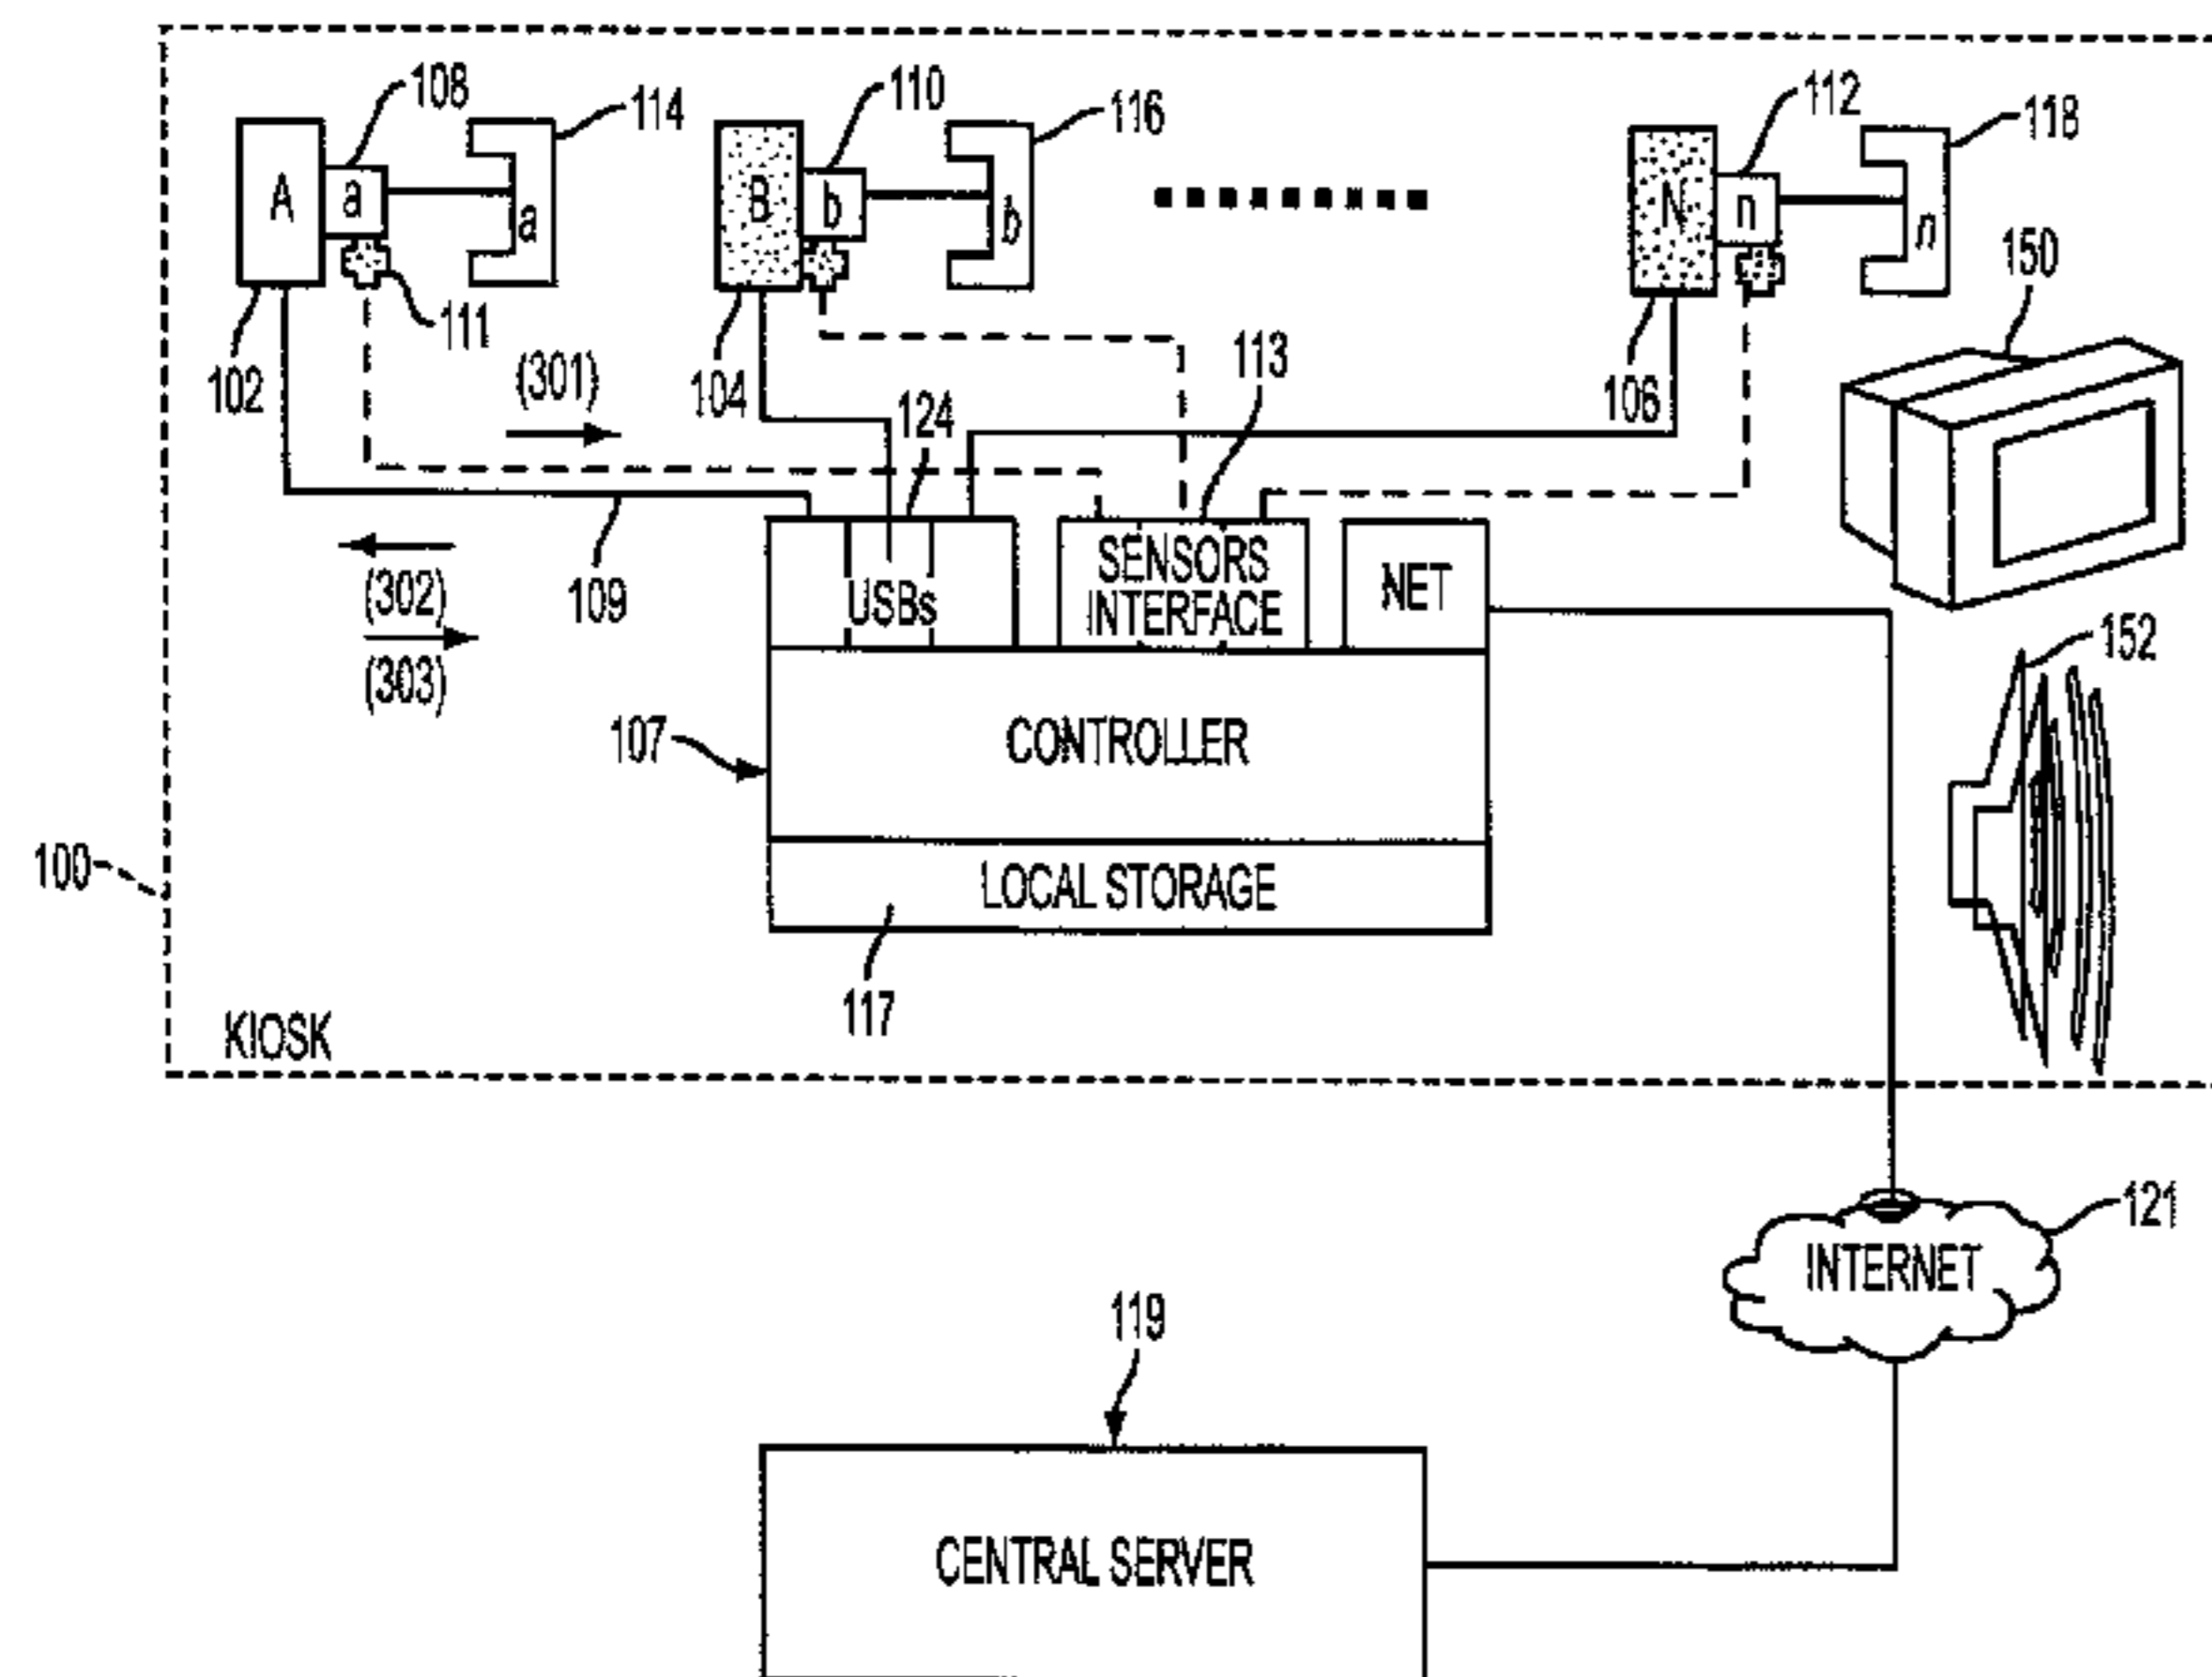 108
114
110
116
112
118
A
a
a
B
b
b
N
n
n
150
111
102
(301)
104
124
113
106
(302)
(303)
109
USBs
SENSORS
INTERFACE
NET
152
107
CONTROLLER
100
LOCAL STORAGE
117
KIOSK
121
INTERNET
119
CENTRAL SERVER